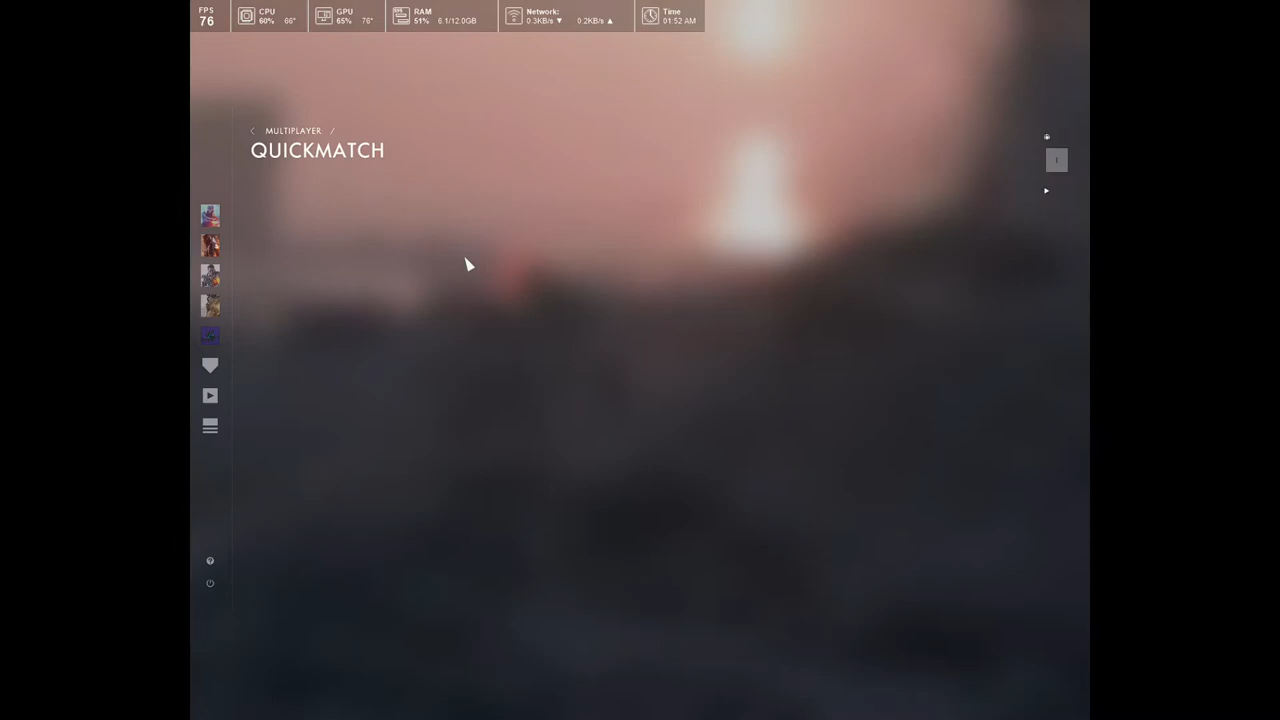 FPS
76
CPU
60% 66°
GPU
65% 76°
RAM
51% 6.1/12.0GB
Network:
0.3KB/s ▼ 0.2KB/s ▲
Time
01:52 AM
MULTIPLAYER /
QUICKMATCH